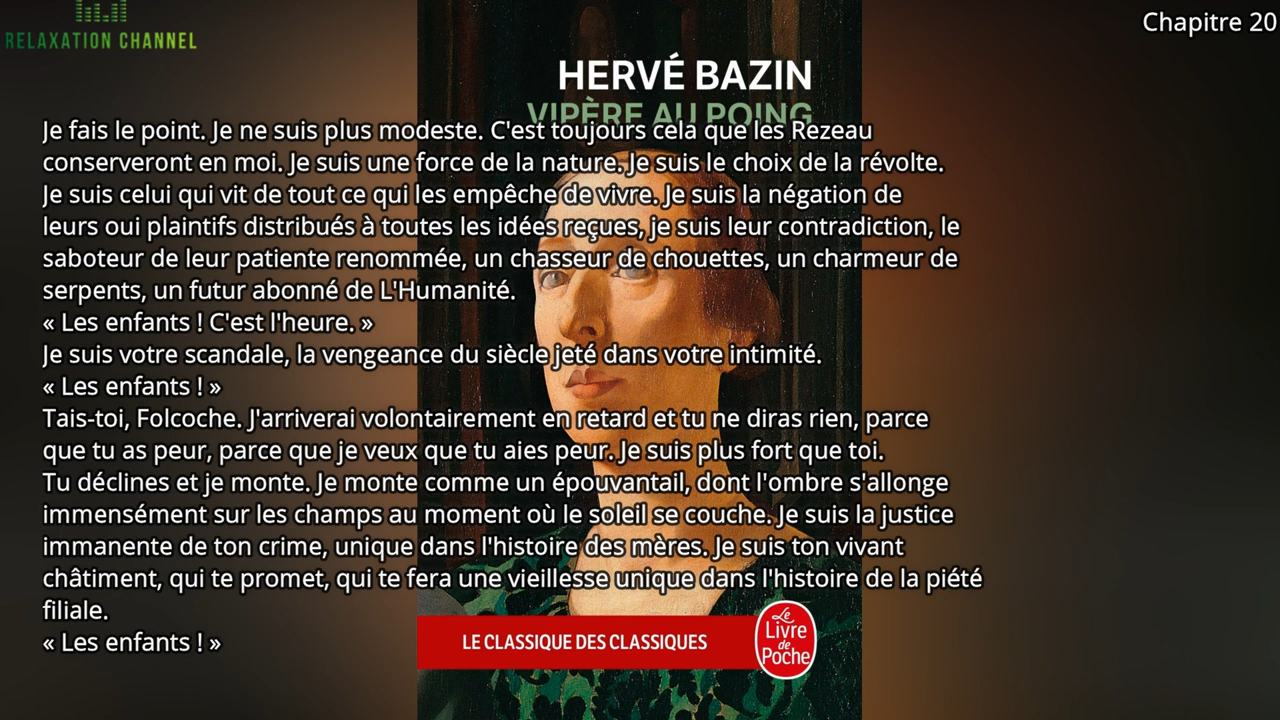 RELAXATION CHANNEL
Chapitre 20
HERVÉ BAZIN
VIPÈRE AU POING
Je fais le point. Je ne suis plus modeste. C'est toujours cela que les Rezeau
conserveront en moi. Je suis une force de la nature. Je suis le choix de la révolte.
Je suis celui qui vit de tout ce qui les empêche de vivre. Je suis la négation de
leurs oui plaintifs distribués à toutes les idées reçues, je suis leur contradiction, le
saboteur de leur patiente renommée, un chasseur de chouettes, un charmeur de
serpents, un futur abonné de L'Humanité.
« Les enfants ! C'est l'heure. »
Je suis votre scandale, la vengeance du siècle jeté dans votre intimité.
« Les enfants ! »
Tais-toi, Folcoche. J'arriverai volontairement en retard et tu ne diras rien, parce
que tu as peur, parce que je veux que tu aies peur. Je suis plus fort que toi.
Tu déclines et je monte. Je monte comme un épouvantail, dont l'ombre s'allonge
immensément sur les champs au moment où le soleil se couche. Je suis la justice
immanente de ton crime, unique dans l'histoire des mères. Je suis ton vivant
châtiment, qui te promet, qui te fera une vieillesse unique dans l'histoire de la piété
filiale.
« Les enfants ! »
LE CLASSIQUE DES CLASSIQUES
Le
Livre
de
Poche